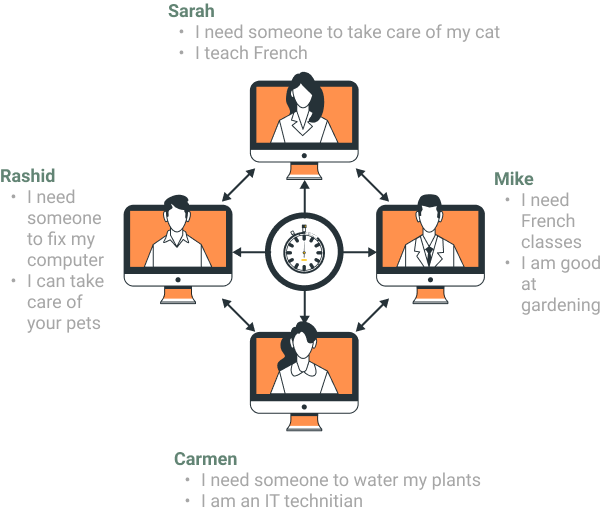 Sarah
• I need someone to take care of my cat
• I teach French
Rashid
• I need
someone
to fix my
computer
• I can take
care of
your pets
Mike
• I need
French
classes
• I am good
at
gardening
Carmen
• I need someone to water my plants
• I am an IT technitian